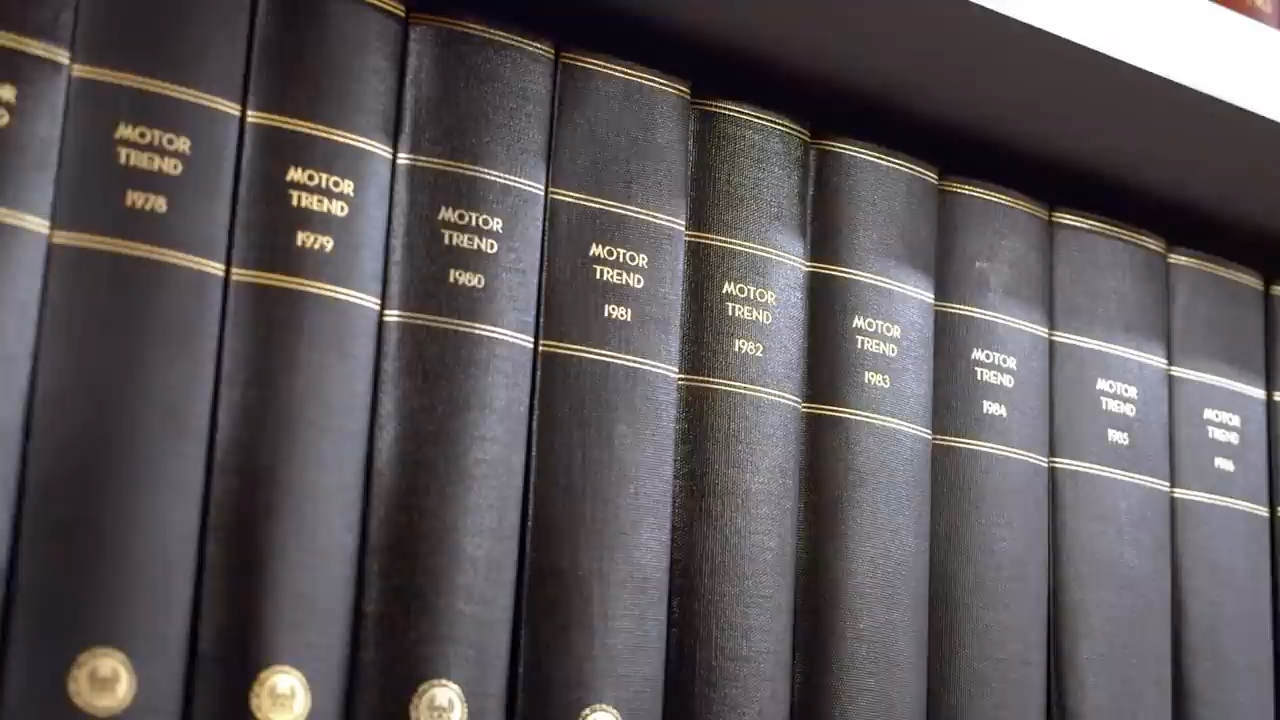 MOTOR
TREND
1978
MOTOR
TREND
1979
MOTOR
TREND
1980
MOTOR
TREND
1981
MOTOR
TREND
1982
MOTOR
TREND
1983
MOTOR
TREND
1984
MOTOR
TREND
1985
MOTOR
TREND
1986